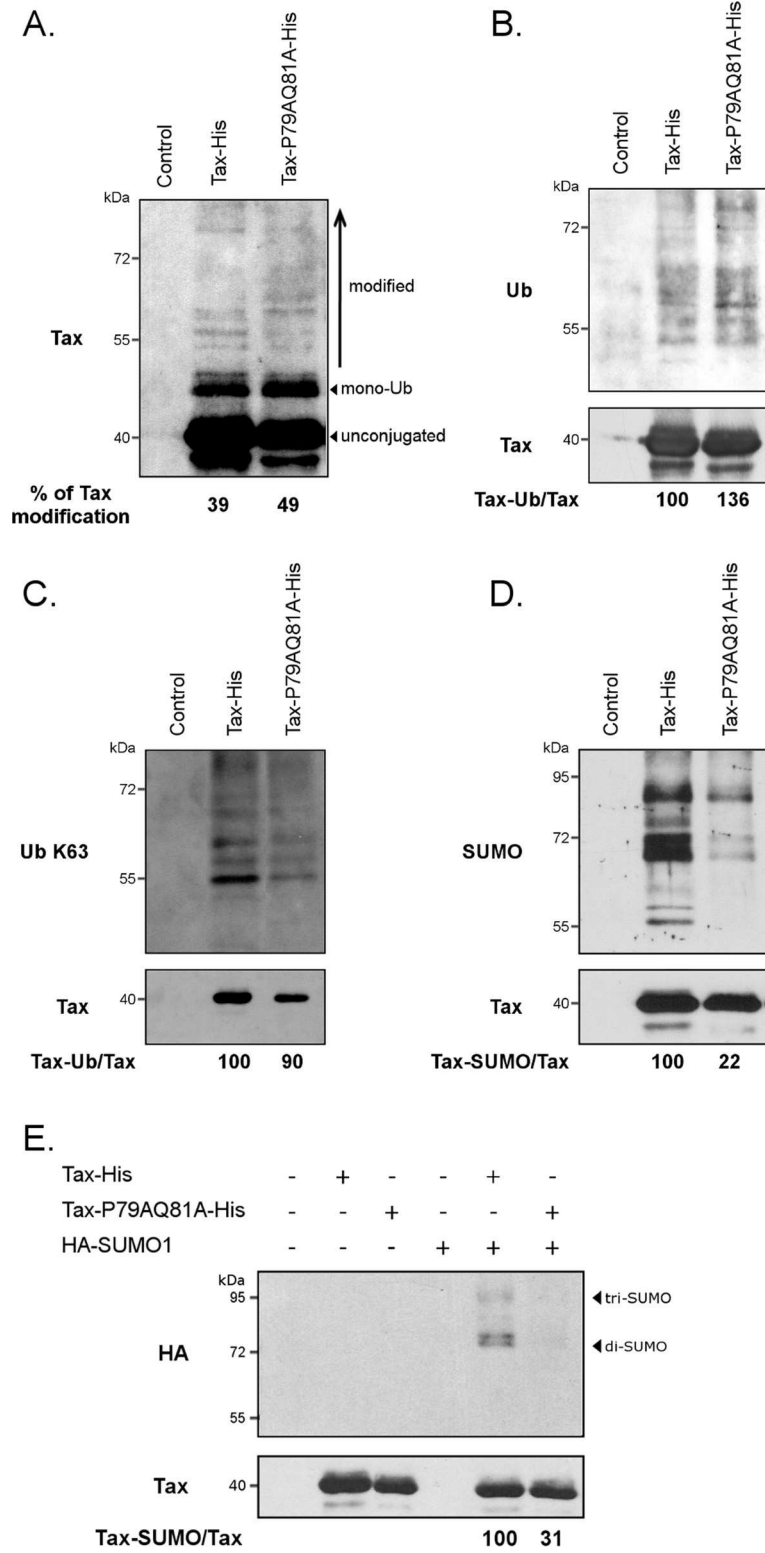 A.
Control
Tax-His
Tax-P79AQ81A-His
kDa
72
modified
55
Tax
mono-Ub
40
unconjugated
% of Tax modification
39 49
B.
Control
Tax-His
Tax-P79AQ81A-His
kDa
72
Ub
55
Tax
40
Tax-Ub/Tax 100 136
C.
Control
Tax-His
Tax-P79AQ81A-His
kDa
72
Ub K63
55
Tax
40
Tax-Ub/Tax 100 90
D.
Control
Tax-His
Tax-P79AQ81A-His
kDa
95
SUMO
72
55
Tax
40
Tax-SUMO/Tax 100 22
E.
Tax-His - + - - + -
Tax-P79AQ81A-His - - + - - +
HA-SUMO1 - - - + + +
kDa
95
tri-SUMO
HA
72
di-SUMO
55
Tax
40
Tax-SUMO/Tax 100 31